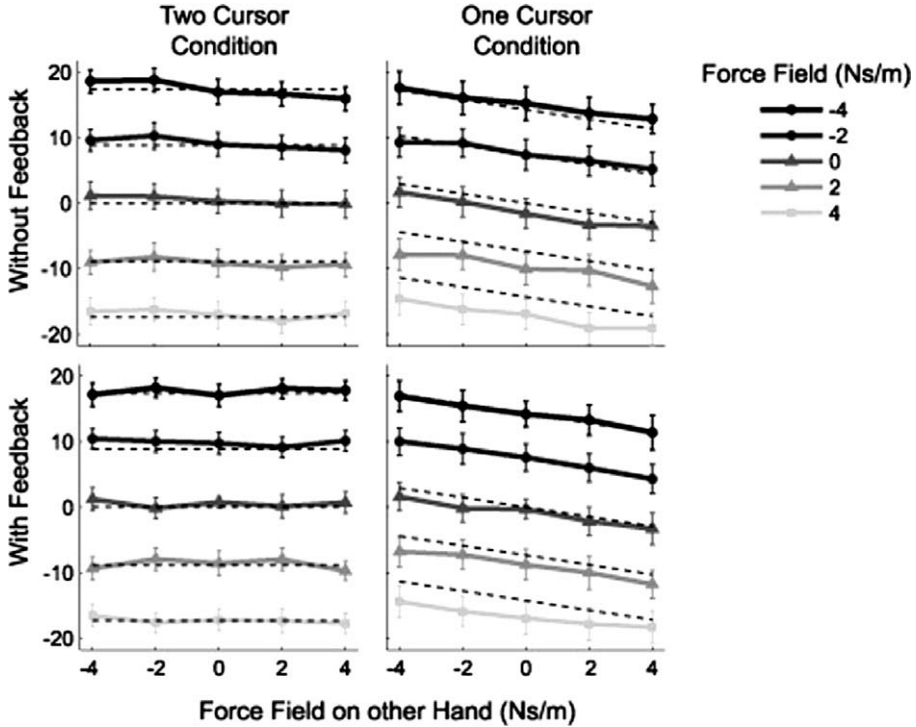 Two Cursor
Condition
One Cursor
Condition
Force Field (Ns/m)
-4
-2
0
2
4
Without Feedback
20
10
0
-10
-20
With Feedback
20
10
0
-10
-20
-4 -2 0 2 4
-4 -2 0 2 4
Force Field on other Hand (Ns/m)